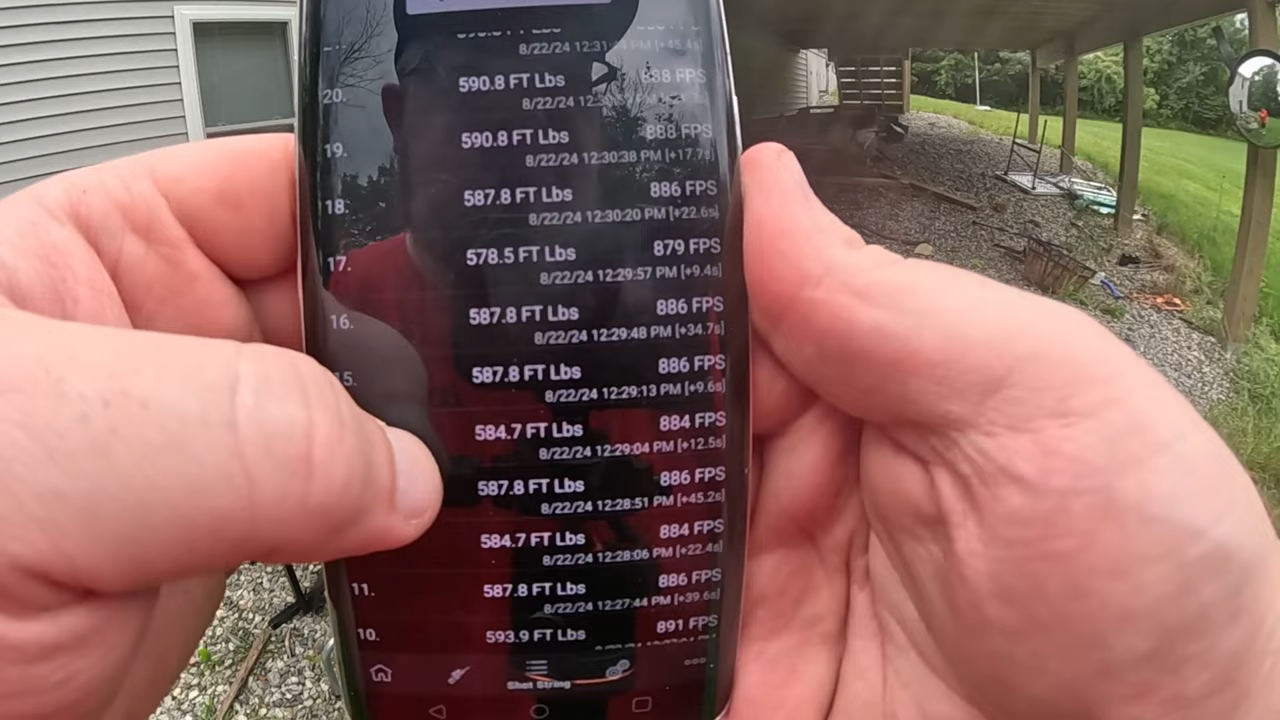 8/22/24 12:31
20. 590.8 FT Lbs 888 FPS
8/22/24
19. 590.8 FT Lbs 888 FPS
8/22/24 12:30:38 PM [+17.7s]
18. 587.8 FT Lbs 886 FPS
8/22/24 12:30:20 PM [+22.6s]
17. 578.5 FT Lbs 879 FPS
8/22/24 12:29:57 PM [+9.4s]
16. 587.8 FT Lbs 886 FPS
8/22/24 12:29:48 PM [+34.7s]
5. 587.8 FT Lbs 886 FPS
8/22/24 12:29:13 PM [+9.6s]
584.7 FT Lbs 884 FPS
8/22/24 12:29:04 PM [+12.5s]
587.8 FT Lbs 886 FPS
8/22/24 12:28:51 PM [+45.2s]
584.7 FT Lbs 884 FPS
8/22/24 12:28:06 PM [+22.4s]
11. 587.8 FT Lbs 886 FPS
8/22/24 12:27:44 PM [+39.6s]
10. 593.9 FT Lbs 891 FPS
Shot String